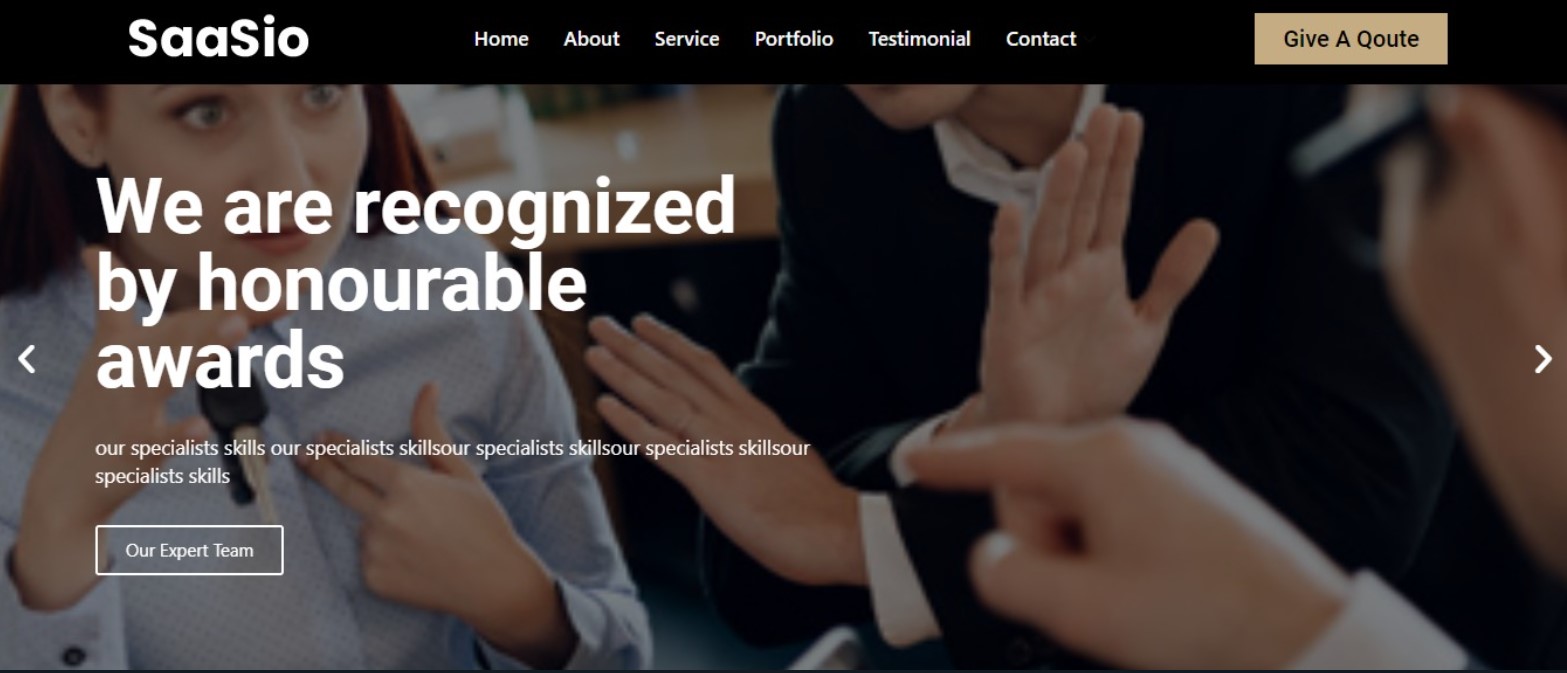 SaaSio
Home About Service Portfolio Testimonial Contact
Give A Qoute
We are recognized
by honourable
awards
our specialists skills our specialists skillsour specialists skillsour specialists skillsour
specialists skills
Our Expert Team